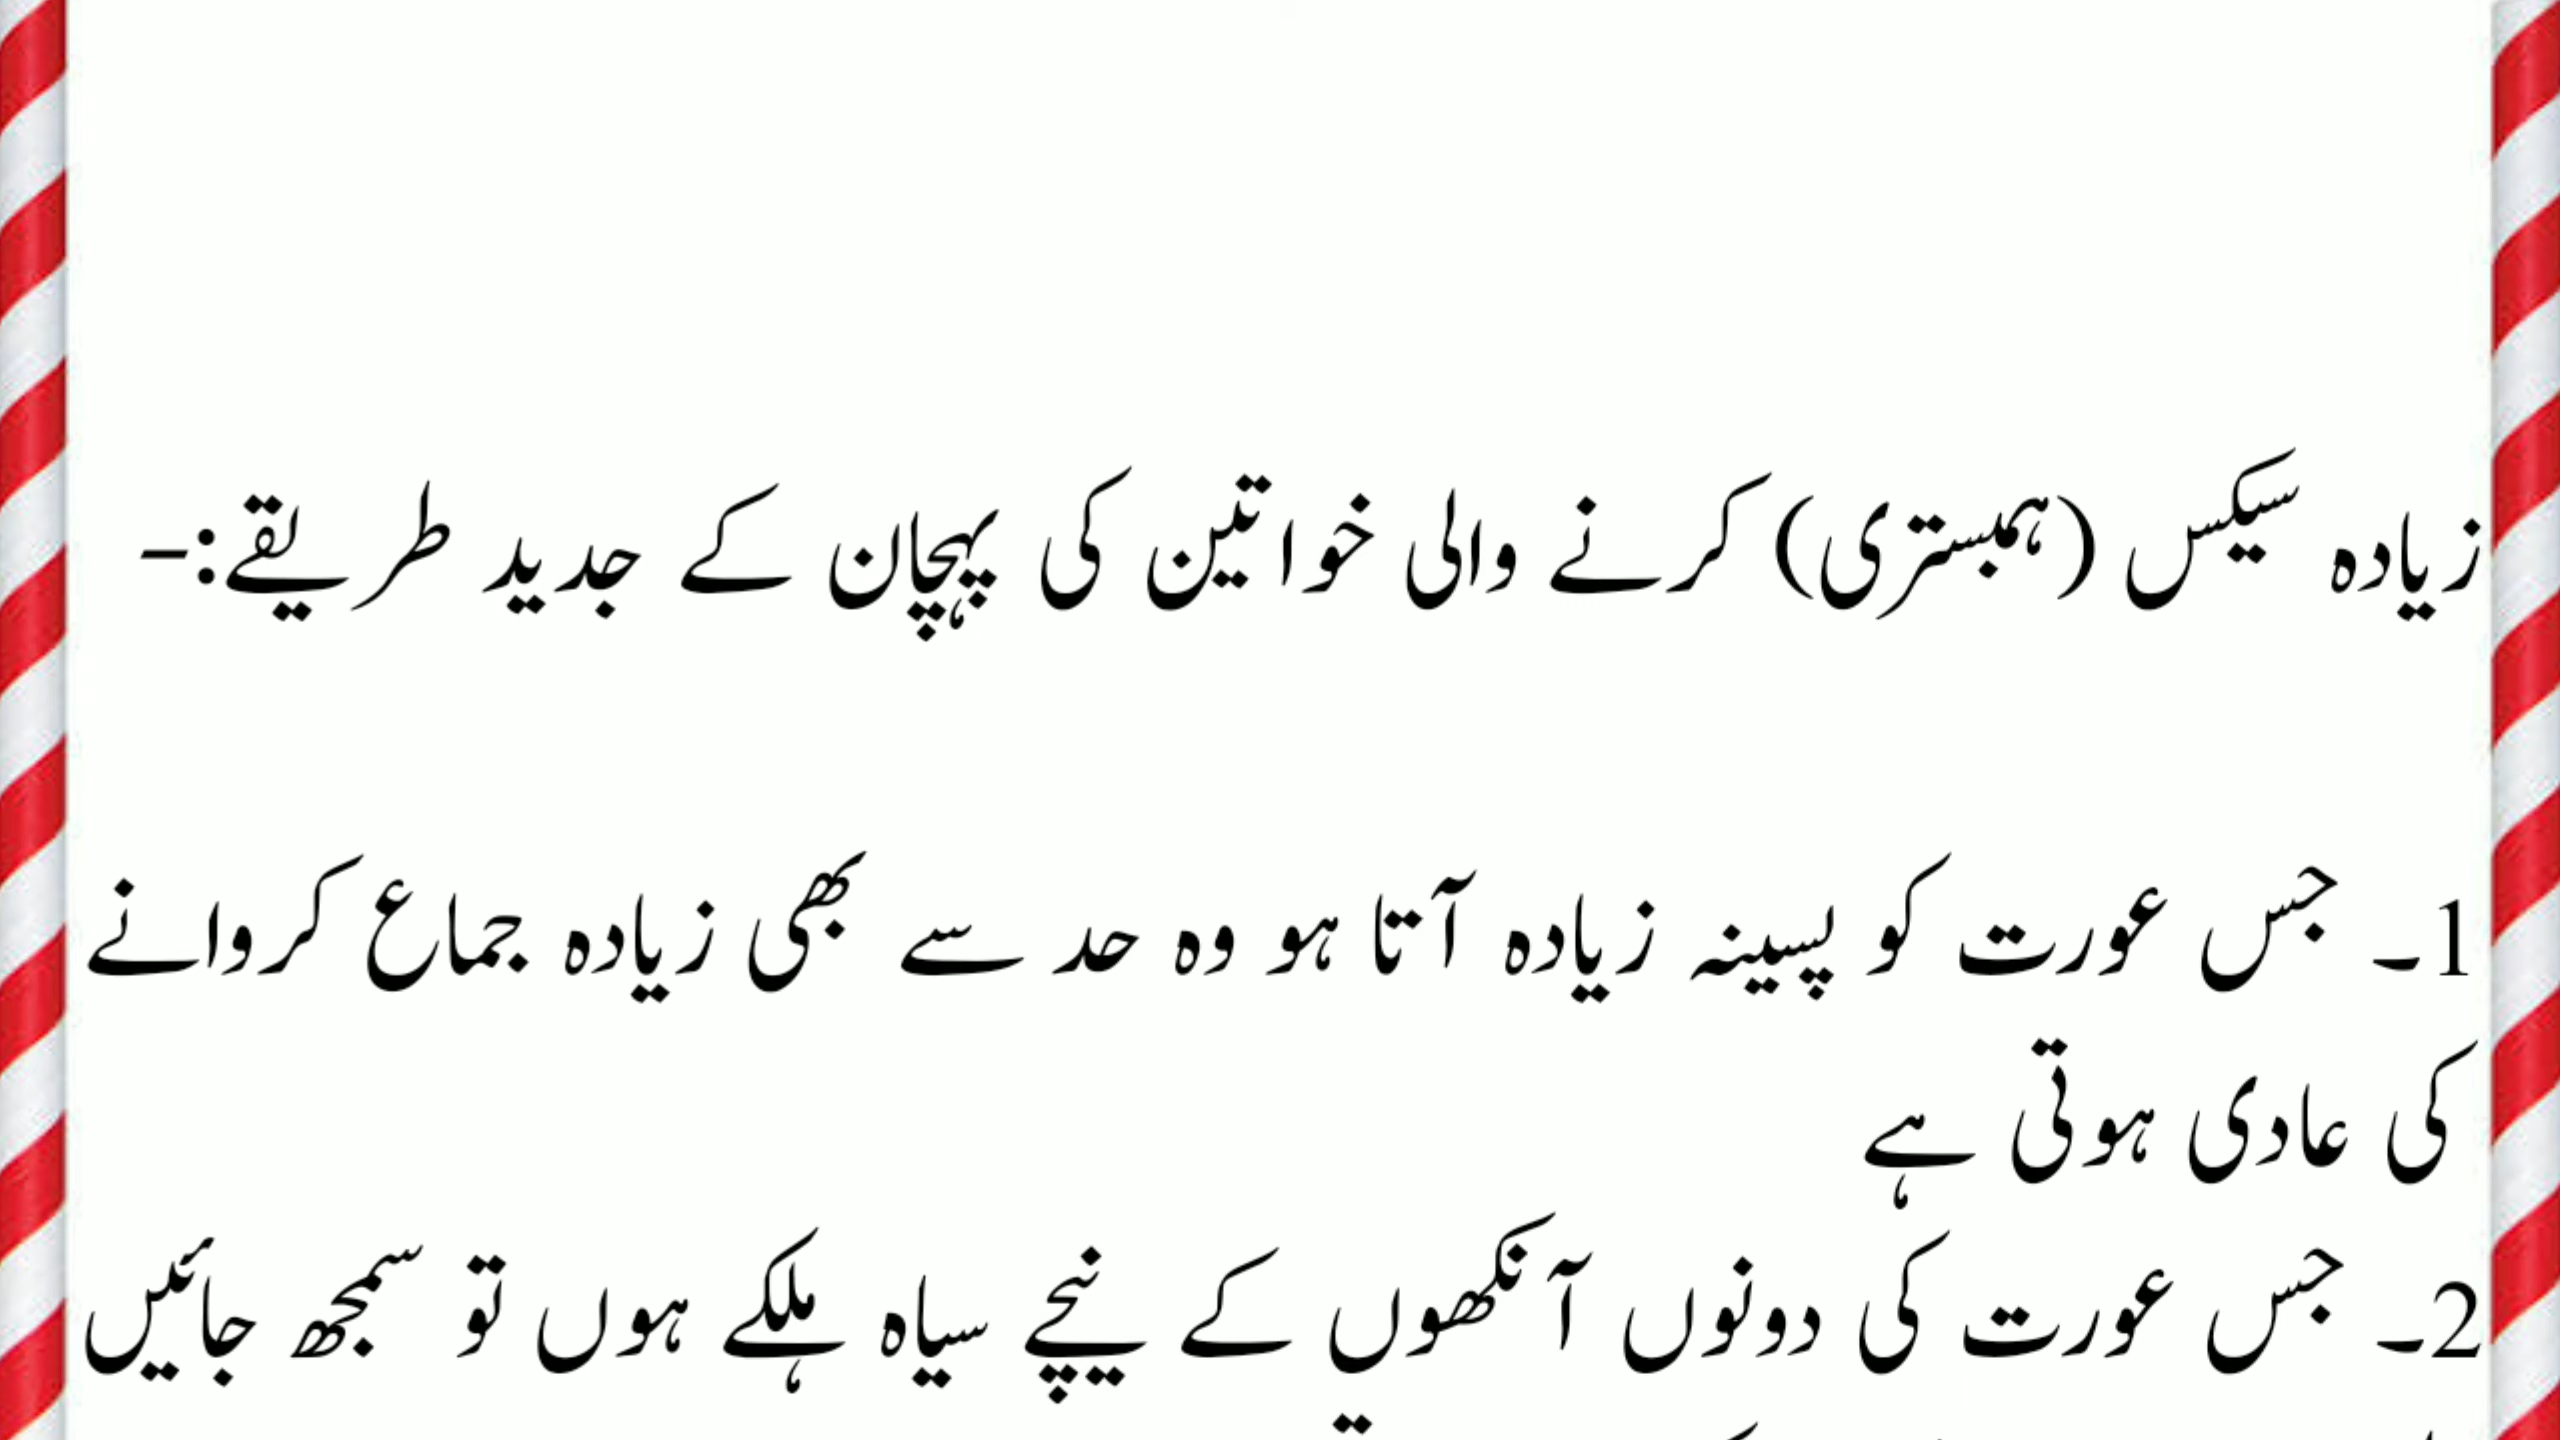 زیادہ سیکس (ہمبستری) کرنے والی خواتین کی پہچان کے جدید طریقے:-
1۔ جس عورت کو پسینہ زیادہ آتا ہو وہ حد سے بھی زیادہ جماع کروانے
کی عادی ہوتی ہے
2۔ جس عورت کی دونوں آنکھوں کے نیچے سیاہ ہلکے ہوں تو سمجھ جائیں